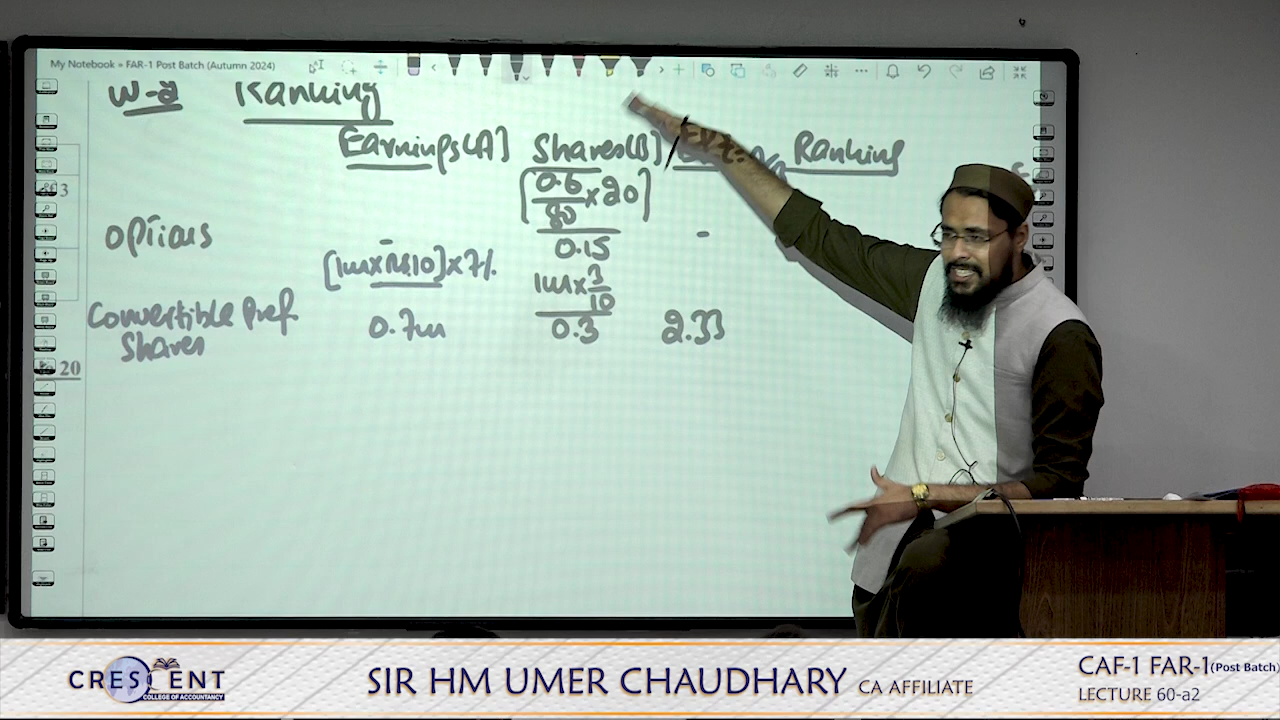 My Notebook = FAR-1 Post Batch (Autumn 2024)
W-2 Ranking
Earnings(A) Shares(B) Ranking
[0.6/80 x 20]
3
options - 0.15 -
x 7%
1m x 3/10
Convertible Pref Shares 0.7m 0.3 2.33
20
CRESCENT
COLLEGE OF ACCOUNTANCY
SIR HM UMER CHAUDHARY CA AFFILIATE
CAF-1 FAR-1(Post Batch)
LECTURE 60-a2